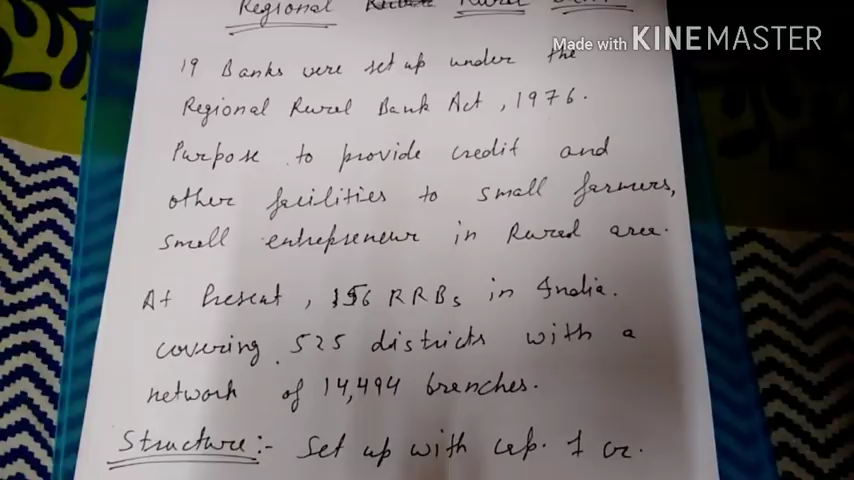 Regional Rural Bank
Made with KINEMASTER
19 Banks were set up under the
Regional Rural Bank Act, 1976.
Purpose to provide credit and
other facilities to small farmers,
small entrepreneur in Rural area.
At Present, 156 RRBs in India.
covering 525 districts with a
network of 14,494 branches.
Structure:- Set up with cap. 1 cr.